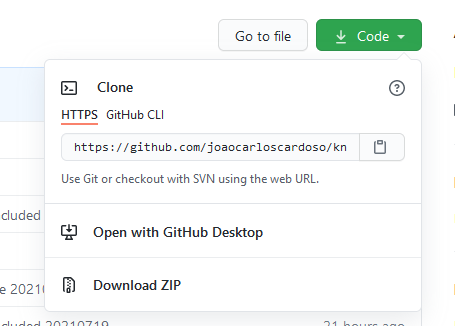 Go to file
Code
Clone
HTTPS GitHub CLI
https://github.com/joaocarloscardoso/kn
Use Git or checkout with SVN using the web URL.
cluded
Open with GitHub Desktop
Download ZIP
e 20210
cluded 20210719
21 hours ago